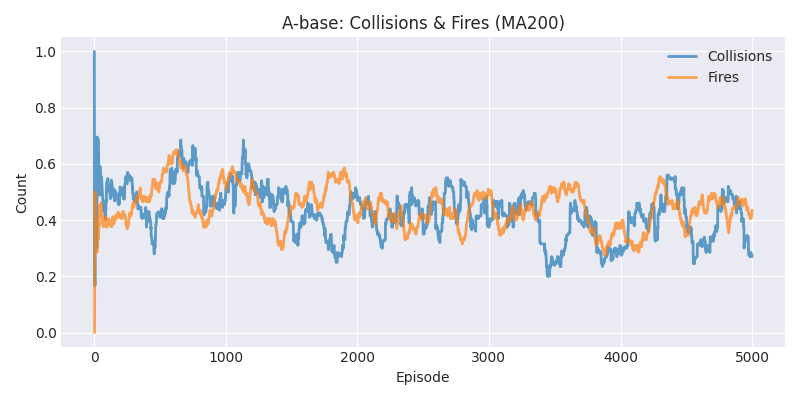 A-base: Collisions & Fires (MA200)
Collisions
Fires
Count
1.0
0.8
0.6
0.4
0.2
0.0
0 1000 2000 3000 4000 5000
Episode